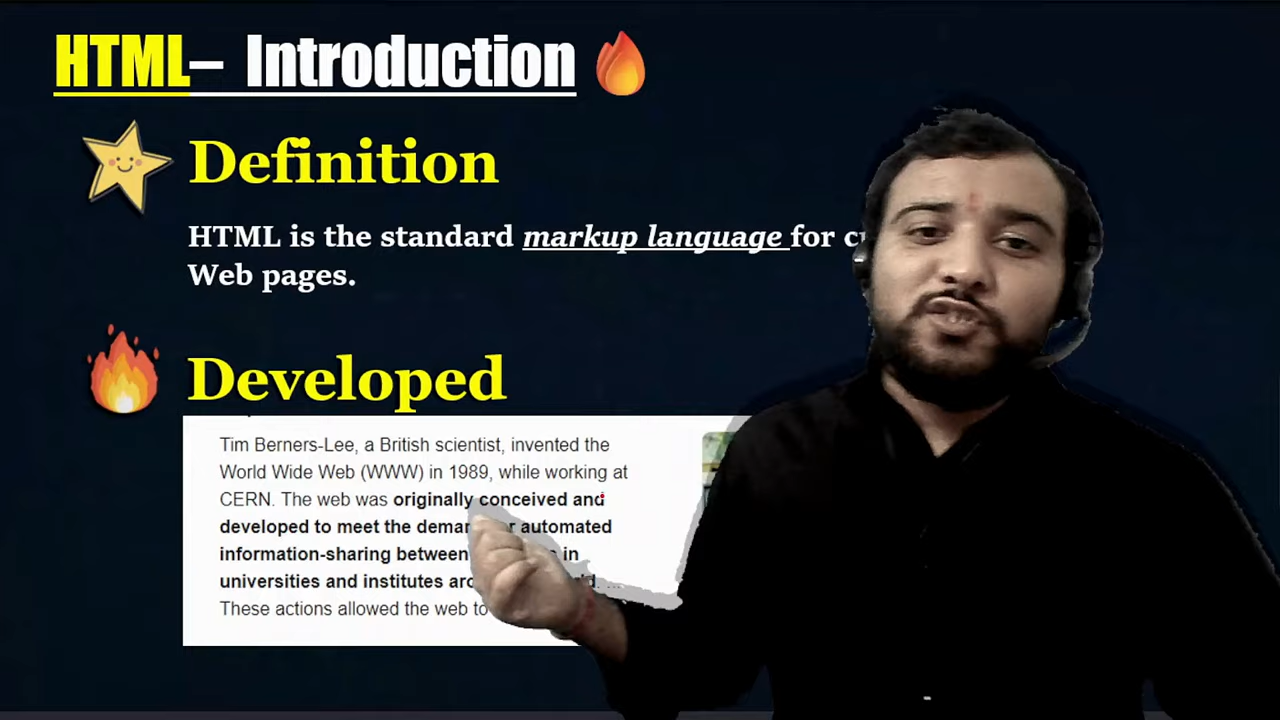 HTML– Introduction
Definition
HTML is the standard markup language for
Web pages.
Developed
Tim Berners-Lee, a British scientist, invented the
World Wide Web (WWW) in 1989, while working at
CERN. The web was originally conceived and
developed to meet the automated
information-sharing between in
universities and institutes
These actions allowed the web to